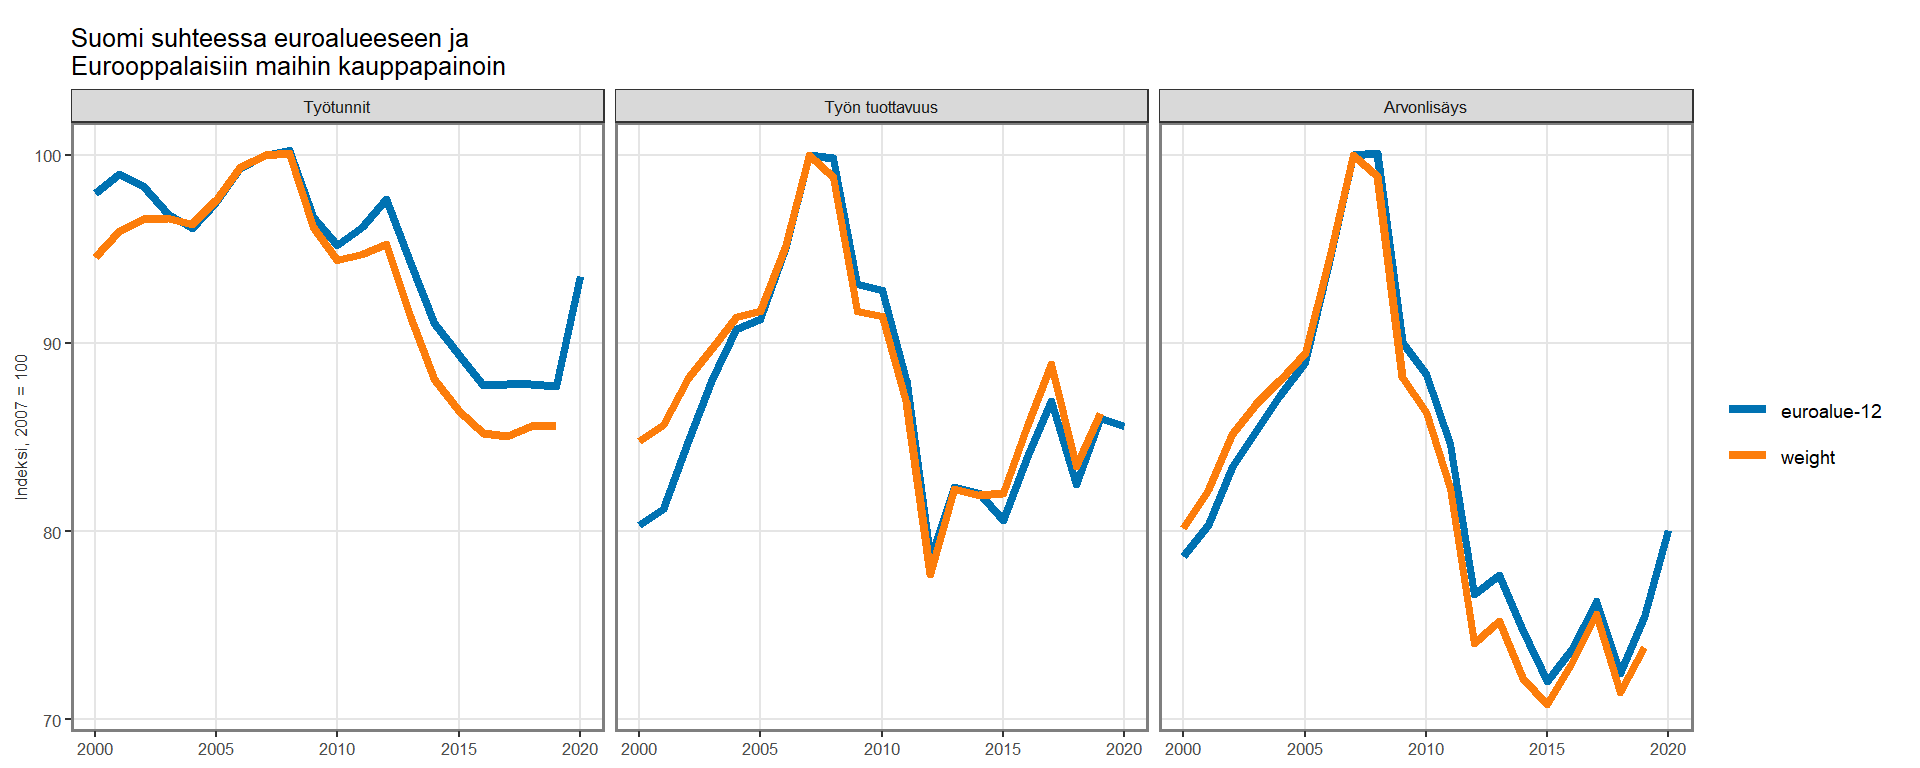 Suomi suhteessa euroalueeseen ja
Eurooppalaisiin maihin kauppapainoin
Työtunnit
Työn tuottavuus
Arvonlisäys
Indeksi, 2007 = 100
100
90
80
70
2000 2005 2010 2015 2020
2000 2005 2010 2015 2020
2000 2005 2010 2015 2020
euroalue-12
weight